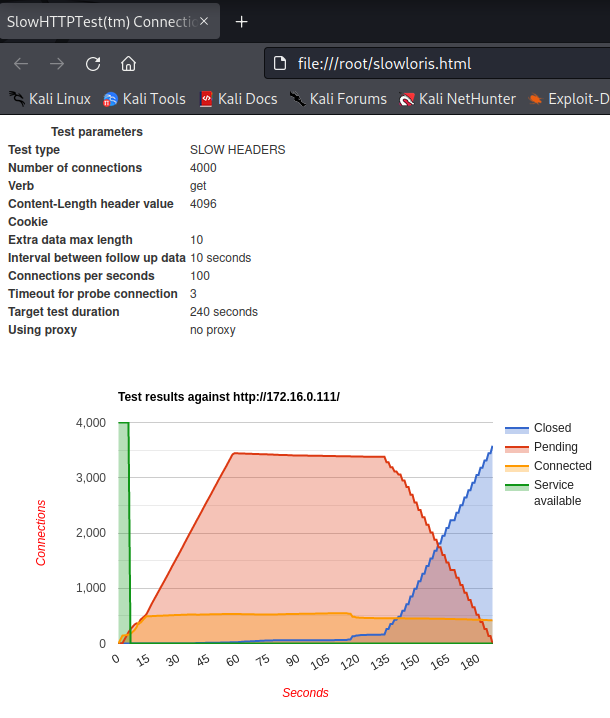 SlowHTTPTest(tm) Connectio
file:///root/slowloris.html
Kali Linux Kali Tools Kali Docs Kali Forums Kali NetHunter Exploit-D
Test parameters
Test type SLOW HEADERS
Number of connections 4000
Verb get
Content-Length header value 4096
Cookie
Extra data max length 10
Interval between follow up data 10 seconds
Connections per seconds 100
Timeout for probe connection 3
Target test duration 240 seconds
Using proxy no proxy
Test results against http://172.16.0.111/
4,000
3,000
2,000
1,000
0
Connections
0 15 30 45 60 75 90 105 120 135 150 165 180
Seconds
Closed
Pending
Connected
Service
available